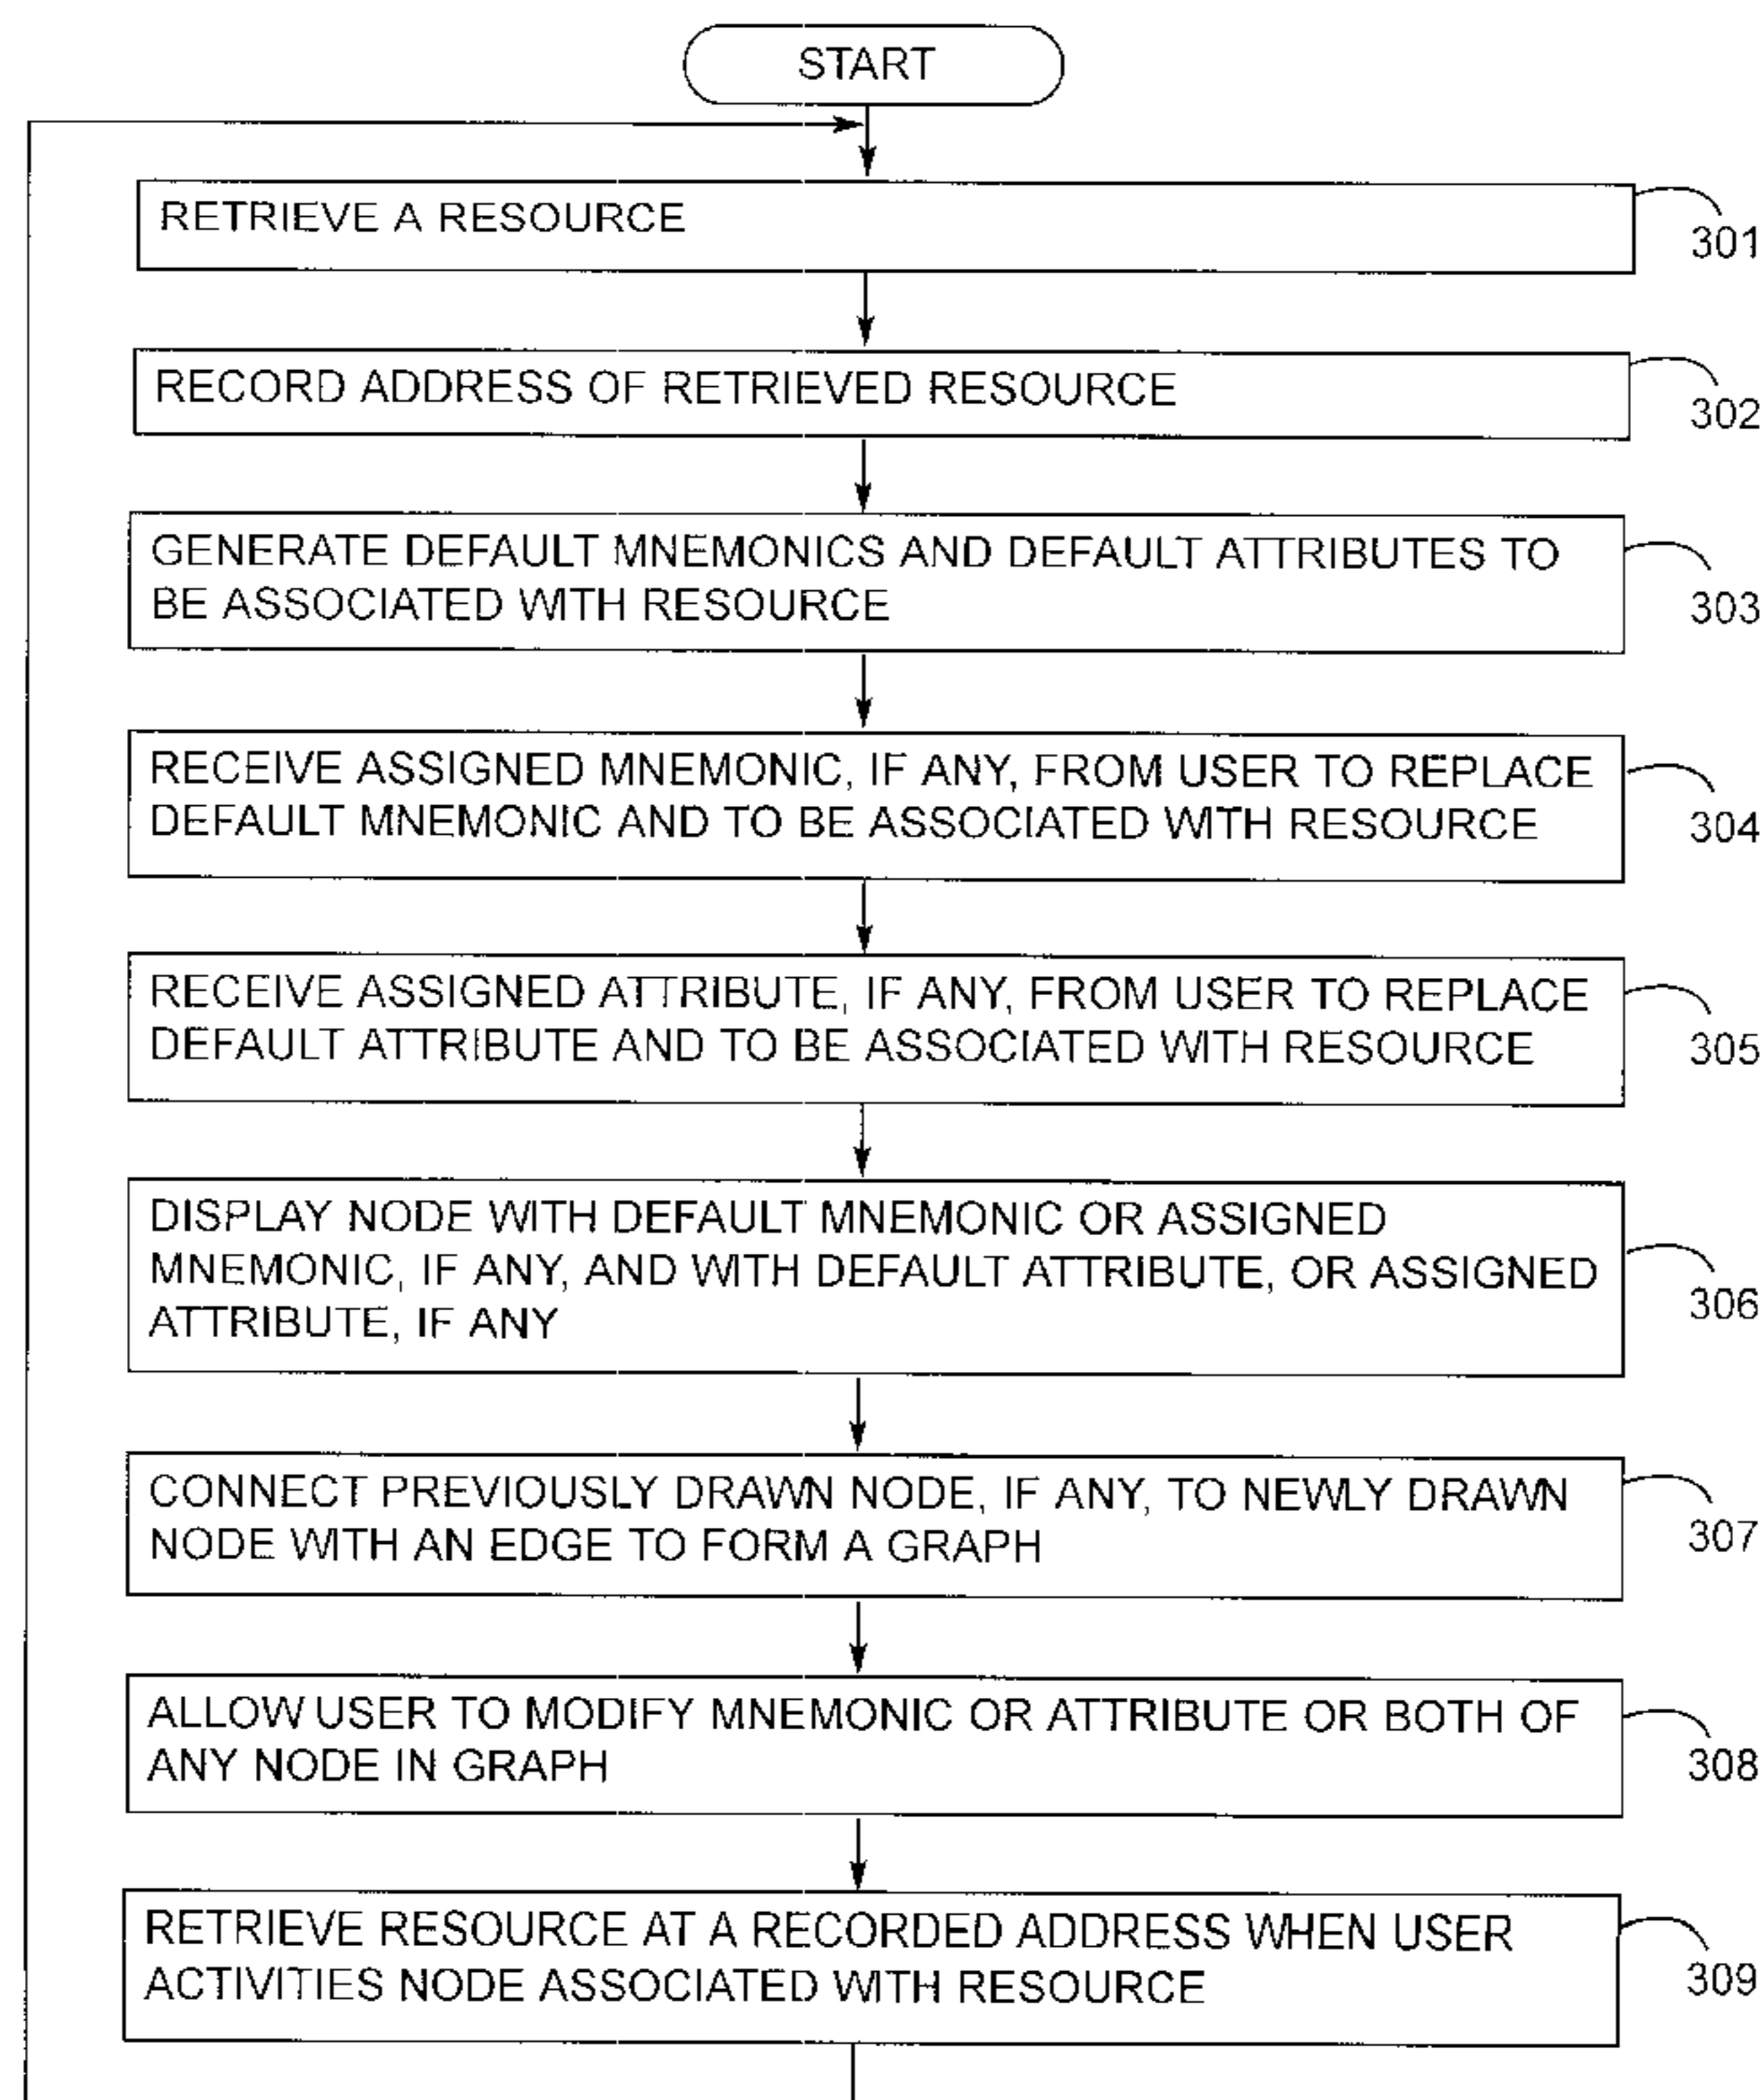 START
RETRIEVE A RESOURCE
301
RECORD ADDRESS OF RETRIEVED RESOURCE
302
GENERATE DEFAULT MNEMONICS AND DEFAULT ATTRIBUTES TO
BE ASSOCIATED WITH RESOURCE
303
RECEIVE ASSIGNED MNEMONIC, IF ANY, FROM USER TO REPLACE
DEFAULT MNEMONIC AND TO BE ASSOCIATED WITH RESOURCE
304
RECEIVE ASSIGNED ATTRIBUTE, IF ANY, FROM USER TO REPLACE
DEFAULT ATTRIBUTE AND TO BE ASSOCIATED WITH RESOURCE
305
DISPLAY NODE WITH DEFAULT MNEMONIC OR ASSIGNED
MNEMONIC, IF ANY, AND WITH DEFAULT ATTRIBUTE, OR ASSIGNED
ATTRIBUTE, IF ANY
306
CONNECT PREVIOUSLY DRAWN NODE, IF ANY, TO NEWLY DRAWN
NODE WITH AN EDGE TO FORM A GRAPH
307
ALLOW USER TO MODIFY MNEMONIC OR ATTRIBUTE OR BOTH OF
ANY NODE IN GRAPH
308
RETRIEVE RESOURCE AT A RECORDED ADDRESS WHEN USER
ACTIVITIES NODE ASSOCIATED WITH RESOURCE
309